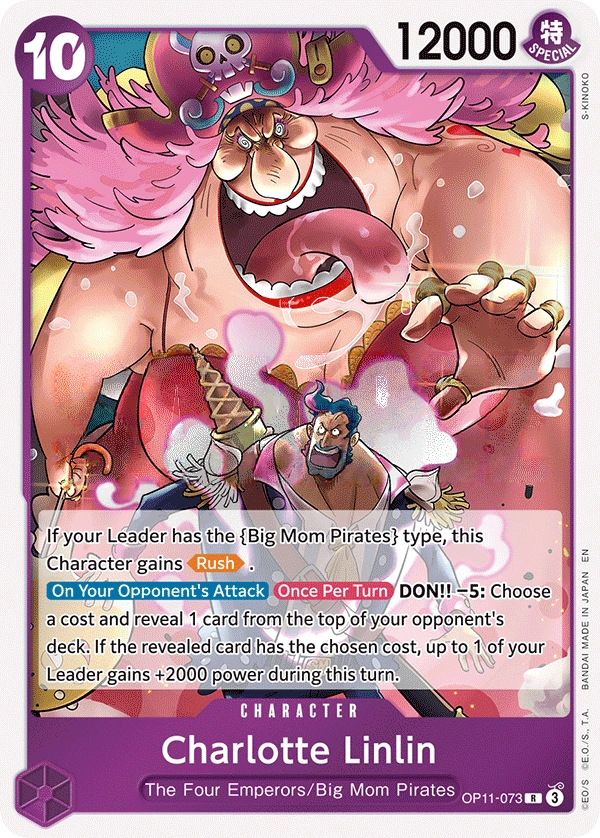 10
12000
特
SPECIAL
S-KINOKO
If your Leader has the {Big Mom Pirates} type, this
Character gains Rush .
On Your Opponent's Attack Once Per Turn DON!! −5: Choose
a cost and reveal 1 card from the top of your opponent's
deck. If the revealed card has the chosen cost, up to 1 of your
Leader gains +2000 power during this turn.
CHARACTER
Charlotte Linlin
The Four Emperors/Big Mom Pirates
OP11-073 R 3
©E.O/S ©E.O./S., T.A. BANDAI MADE IN JAPAN EN